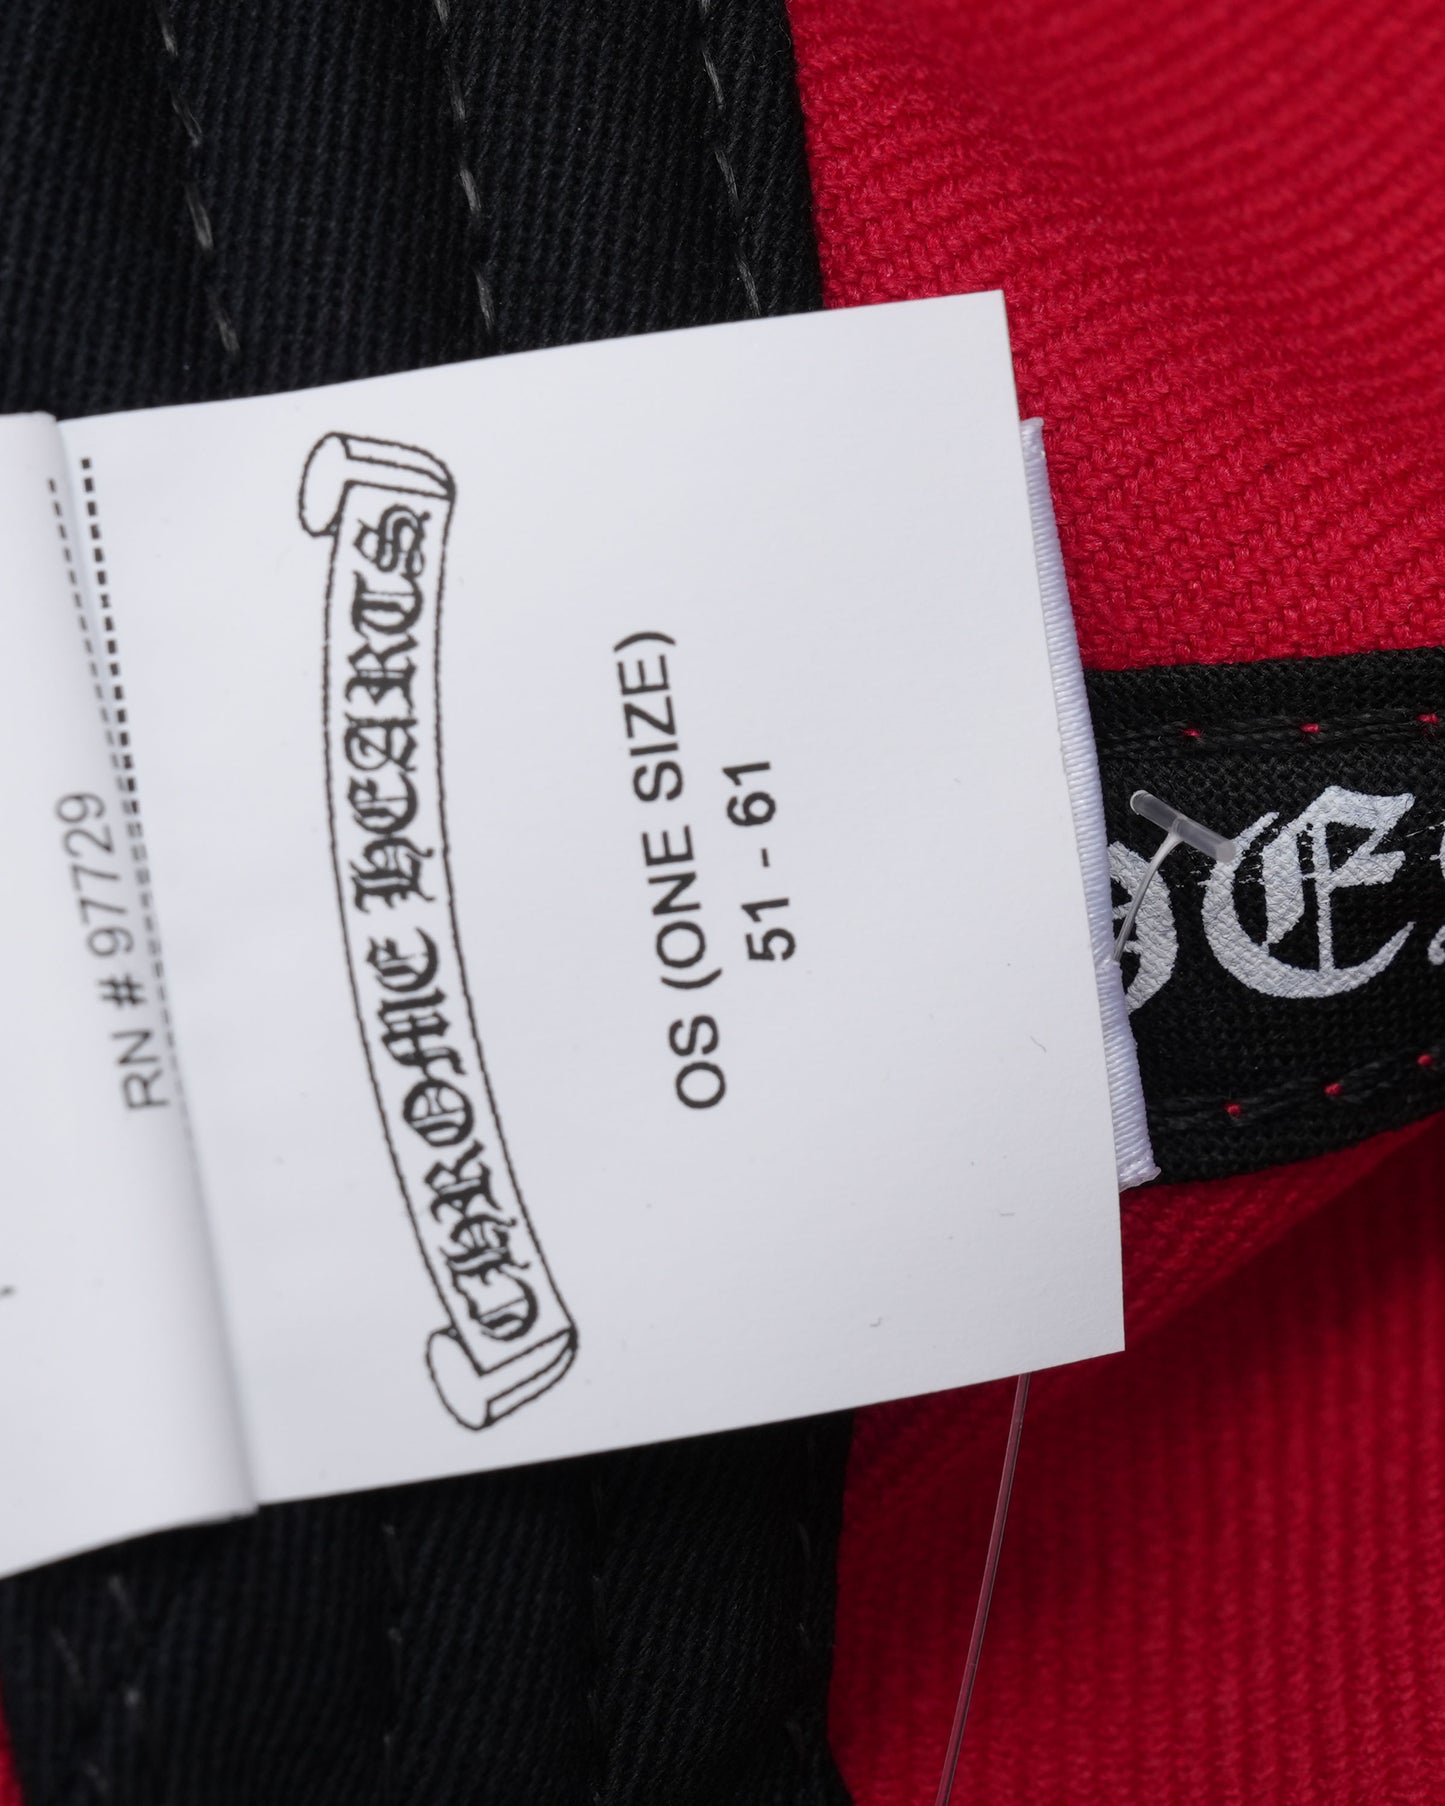 CHROME HEARTS
OS (ONE SIZE)
51 - 61
RN # 97729